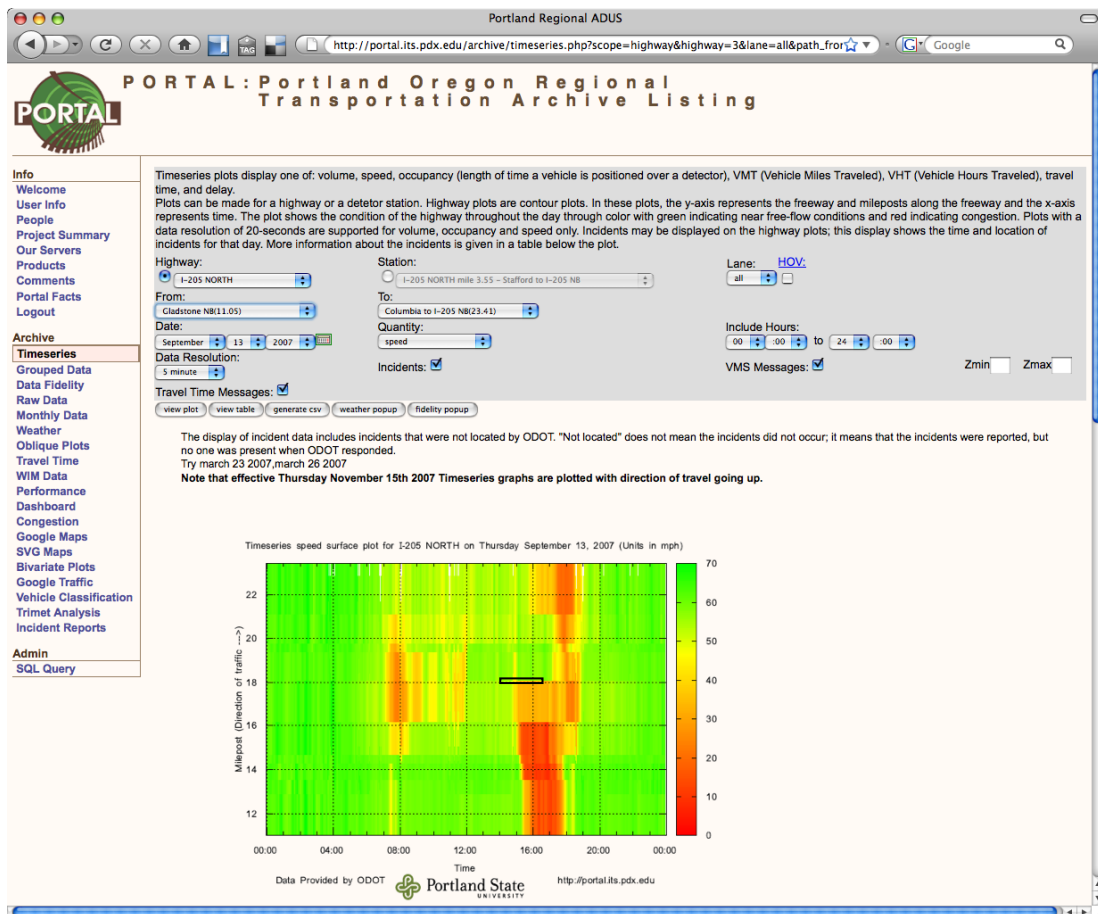 Portland Regional ADUS
TAG
http://portal.its.pdx.edu/archive/timeseries.php?scope=highway&highway=3&lane=all&path_from
Google
PORTAL
PORTAL: Portland Oregon Regional
Transportation Archive Listing
Info
Welcome
User Info
People
Project Summary
Our Servers
Products
Comments
Portal Facts
Logout
Archive
Timeseries
Grouped Data
Data Fidelity
Raw Data
Monthly Data
Weather
Oblique Plots
Travel Time
WIM Data
Performance
Dashboard
Congestion
Google Maps
SVG Maps
Bivariate Plots
Google Traffic
Vehicle Classification
Trimet Analysis
Incident Reports
Admin
SQL Query
Timeseries plots display one of: volume, speed, occupancy (length of time a vehicle is positioned over a detector), VMT (Vehicle Miles Traveled), VHT (Vehicle Hours Traveled), travel
time, and delay.
Plots can be made for a highway or a detetor station. Highway plots are contour plots. In these plots, the y-axis represents the freeway and mileposts along the freeway and the x-axis
represents time. The plot shows the condition of the highway throughout the day through color with green indicating near free-flow conditions and red indicating congestion. Plots with a
data resolution of 20-seconds are supported for volume, occupancy and speed only. Incidents may be displayed on the highway plots; this display shows the time and location of
incidents for that day. More information about the incidents is given in a table below the plot.
Highway: Station: Lane: HOV:
I-205 NORTH I-205 NORTH mile 3.55 - Stafford to I-205 NB all
From: To:
Gladstone NB(11.05) Columbia to I-205 NB(23.41)
Date: Quantity: Include Hours:
September 13 2007 speed 00 :00 to 24 :00
Data Resolution:
5 minute Incidents: VMS Messages: Zmin Zmax
Travel Time Messages:
view plot view table generate csv weather popup fidelity popup
The display of incident data includes incidents that were not located by ODOT. "Not located" does not mean the incidents did not occur; it means that the incidents were reported, but
no one was present when ODOT responded.
Try march 23 2007,march 26 2007
Note that effective Thursday November 15th 2007 Timeseries graphs are plotted with direction of travel going up.
Timeseries speed surface plot for I-205 NORTH on Thursday September 13, 2007 (Units in mph)
Milepost (Direction of traffic --->)
22
20
18
16
14
12
70
60
50
40
30
20
10
0
00:00 04:00 08:00 12:00 16:00 20:00 00:00
Time
Data Provided by ODOT Portland State http://portal.its.pdx.edu
UNIVERSITY